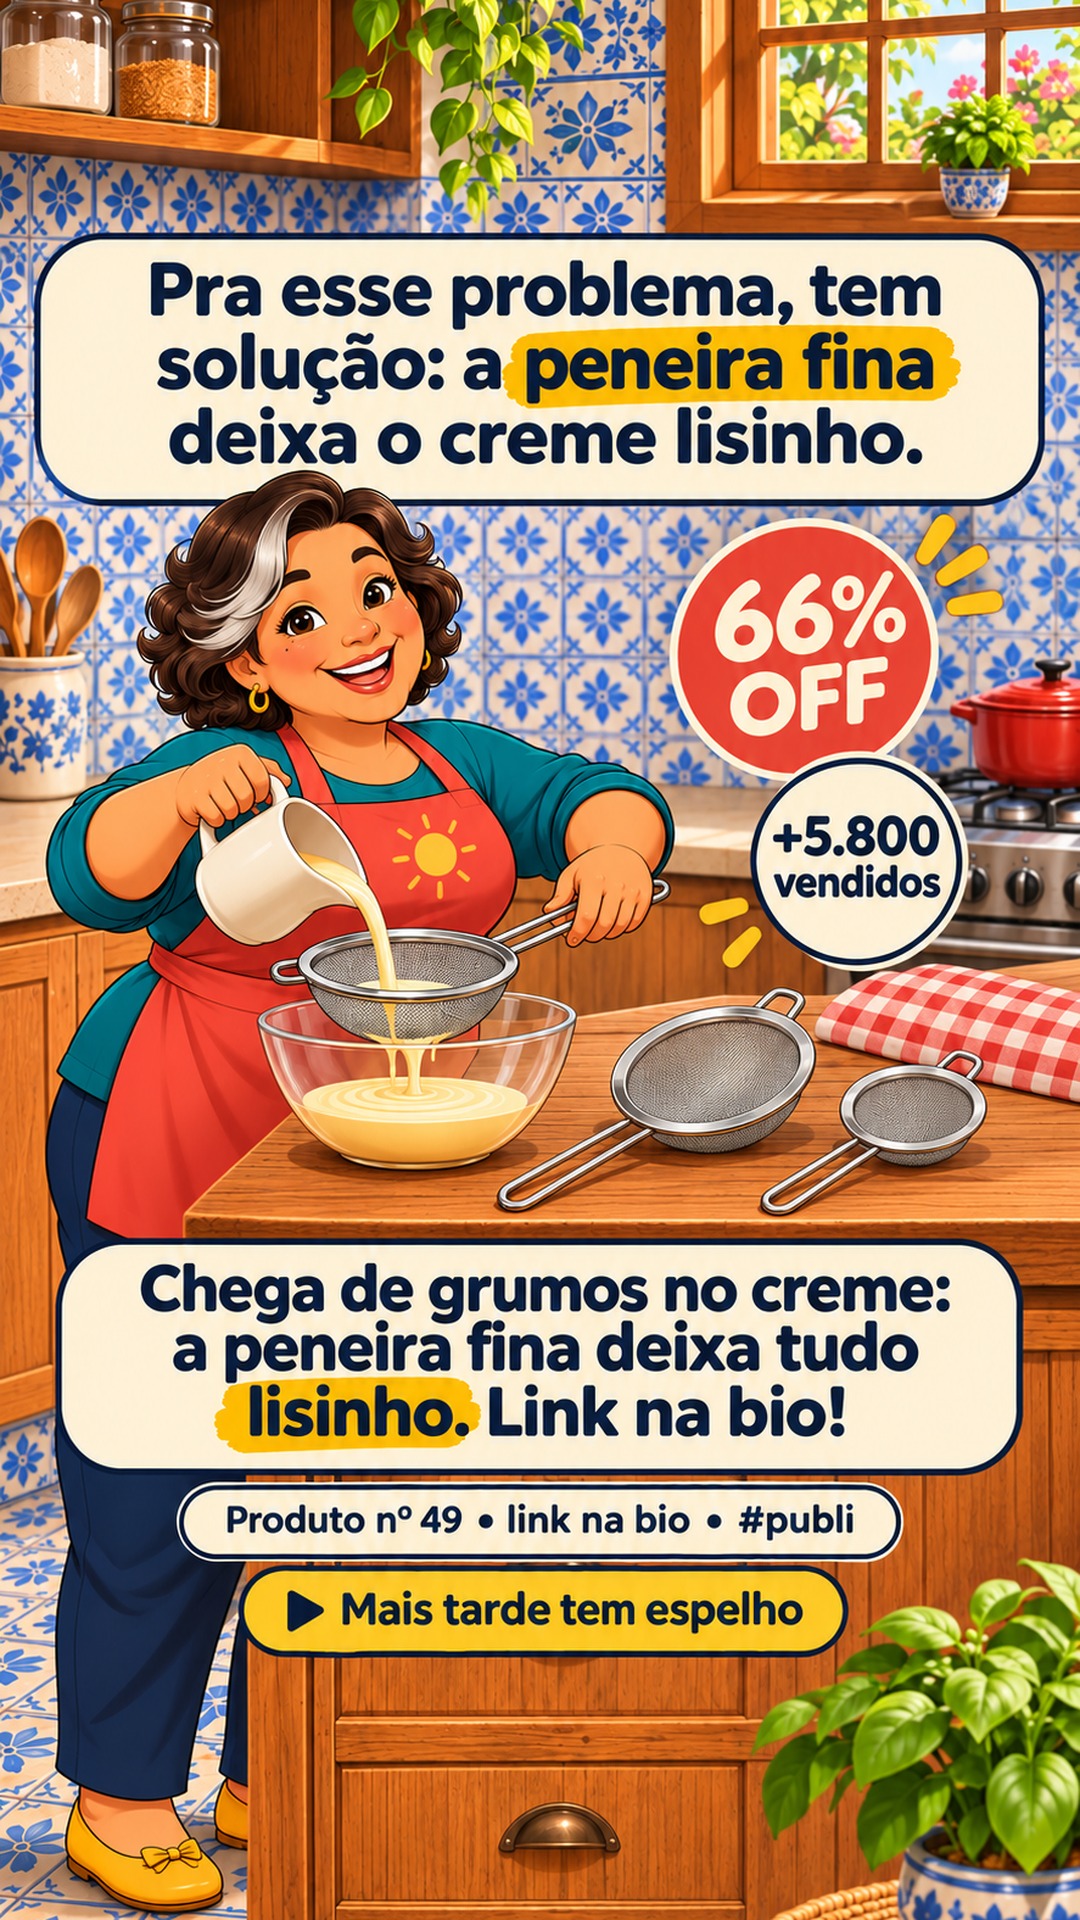 Pra esse problema, tem
solução: a peneira fina
deixa o creme lisinho.
66%
OFF
+5.800
vendidos
Chega de grumos no creme:
a peneira fina deixa tudo
lisinho. Link na bio!
Produto nº 49 • link na bio • #publi
▶ Mais tarde tem espelho